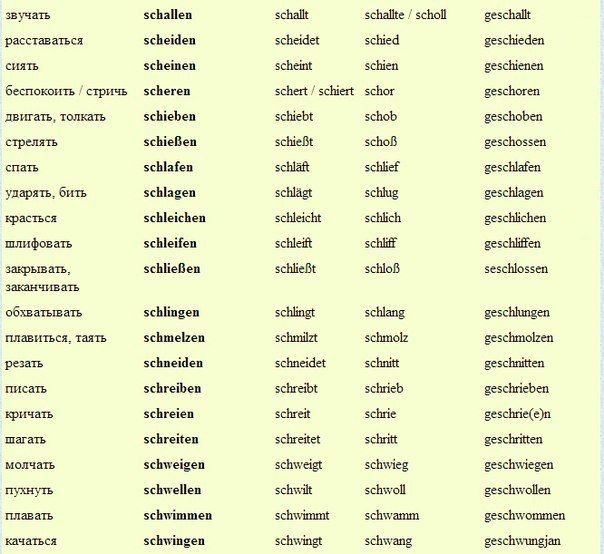 звучать schallen schallt schallte / scholl geschallt
расставаться scheiden scheidet schied geschieden
сиять scheinen scheint schien geschienen
беспокоить / стричь scheren schert / schiert schor geschoren
двигать, толкать schieben schiebt schob geschoben
стрелять schießen schießt schoß geschossen
спать schlafen schläft schlief geschlafen
ударять, бить schlagen schlägt schlug geschlagen
красться schleichen schleicht schlich geschlichen
шлифовать schleifen schleift schliff geschliffen
закрывать, schließen schließt schloß seschlossen
заканчивать
обхватывать schlingen schlingt schlang geschlungen
плавиться, таять schmelzen schmilzt schmolz geschmolzen
резать schneiden schneidet schnitt geschnitten
писать schreiben schreibt schrieb geschrieben
кричать schreien schreit schrie geschrie(e)n
шагать schreiten schreitet schritt geschritten
молчать schweigen schweigt schwieg geschwiegen
пухнуть schwellen schwilt schwoll geschwollen
плавать schwimmen schwimmt schwamm geschwommen
качаться schwingen schwingt schwang geschwungjan